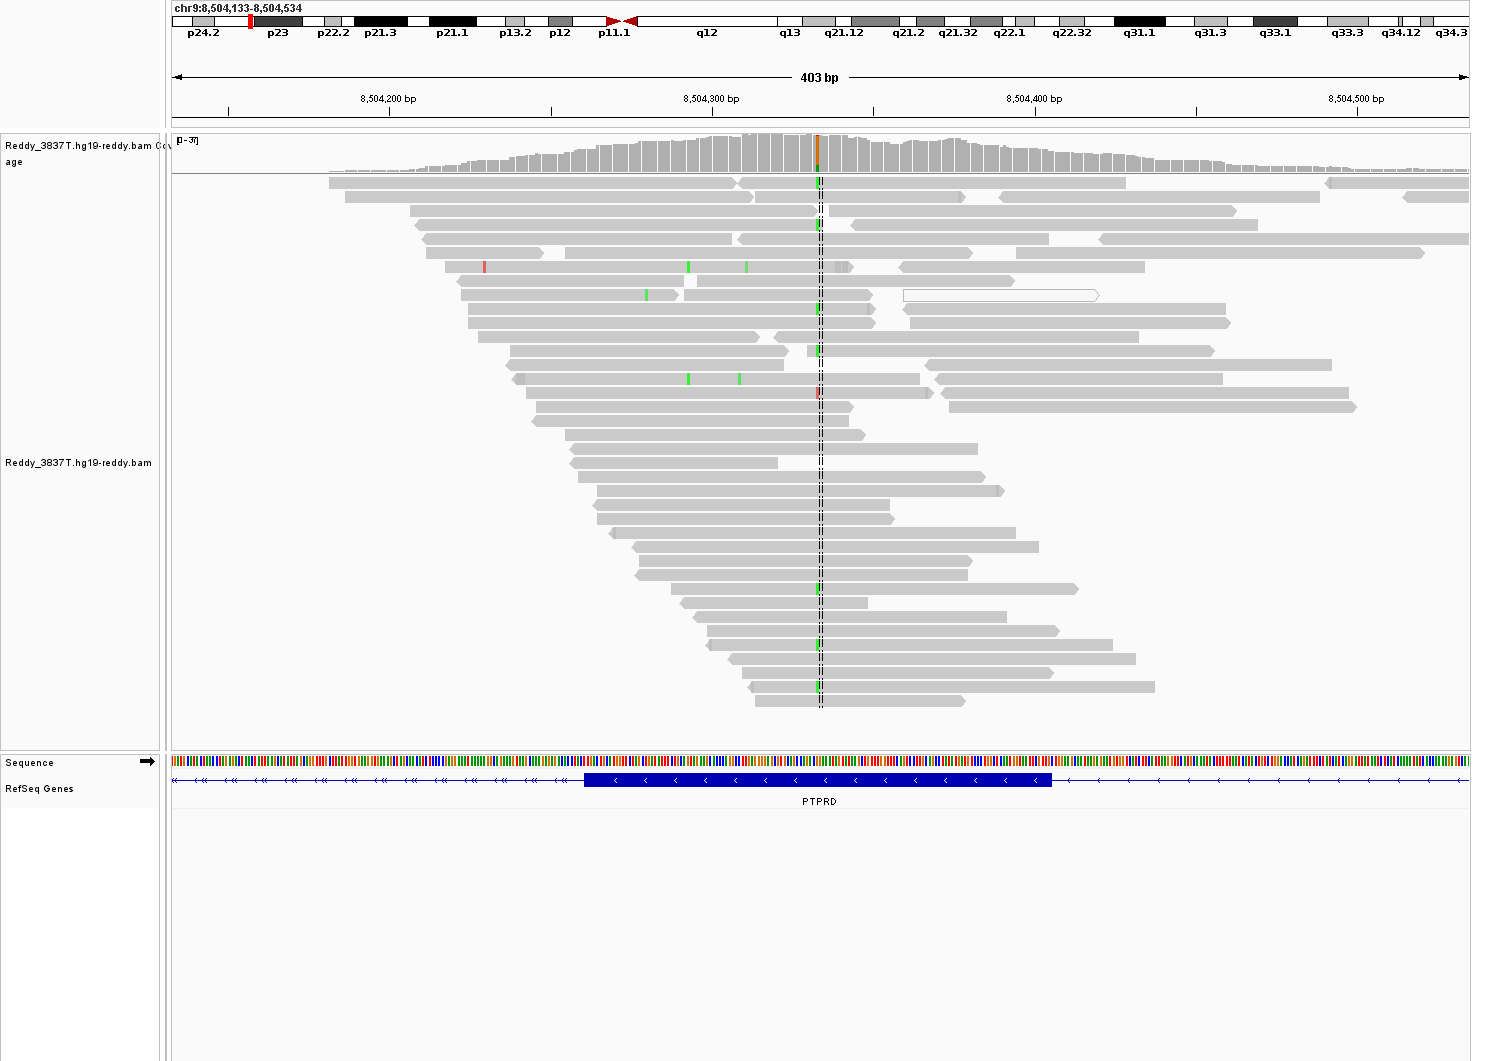 chr9:8,504,133-8,504,534
p24.2 p23 p22.2 p21.3 p21.1 p13.2 p12 p11.1 q12 q13 q21.12 q21.2 q21.32 q22.1 q22.32 q31.1 q31.3 q33.1 q33.3 q34.12 q34.3
403 bp
8,504,200 bp 8,504,300 bp 8,504,400 bp 8,504,500 bp
Reddy_3837T.hg19-reddy.bam Cov
age
[0-37]
Reddy_3837T.hg19-reddy.bam
Sequence
RefSeq Genes
PTPRD